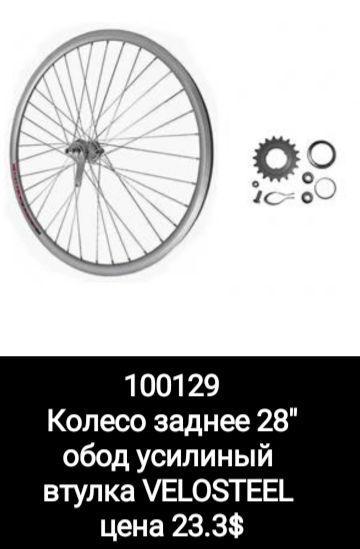 100129
Колесо заднее 28"
обод усилиный
втулка VELOSTEEL
цена 23.3$